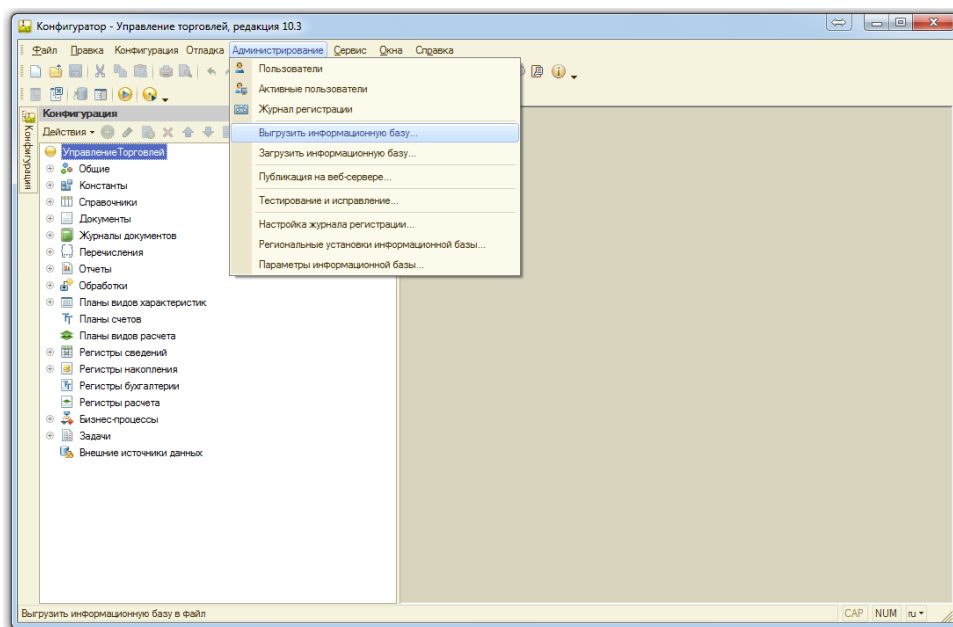 Конфигуратор - Управление торговлей, редакция 10.3
Файл Правка Конфигурация Отладка Администрирование Сервис Окна Справка
Пользователи
Активные пользователи
Журнал регистрации
Выгрузить информационную базу...
Загрузить информационную базу...
Публикация на веб-сервере...
Тестирование и исправление...
Настройка журнала регистрации...
Региональные установки информационной базы...
Параметры информационной базы...
Конфигурация
Конфигурация
Действия
УправлениеТорговлей
Общие
Константы
Справочники
Документы
Журналы документов
Перечисления
Отчеты
Обработки
Планы видов характеристик
Планы счетов
Планы видов расчета
Регистры сведений
Регистры накопления
Регистры бухгалтерии
Регистры расчета
Бизнес-процессы
Задачи
Внешние источники данных
Выгрузить информационную базу в файл
CAP NUM ru